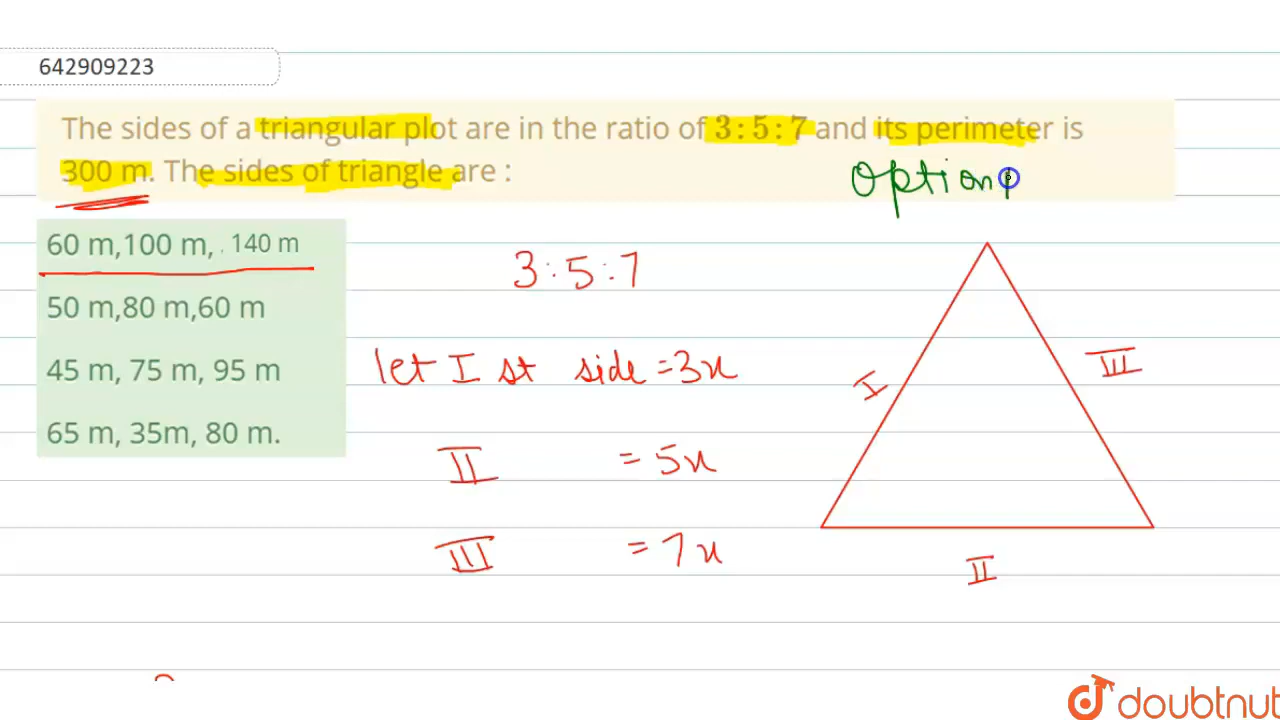 642909223
The sides of a triangular plot are in the ratio of 3 : 5 : 7 and its perimeter is
300 m. The sides of triangle are :
option
60 m,100 m, . 140 m
50 m,80 m,60 m
45 m, 75 m, 95 m
65 m, 35m, 80 m.
3:5:7
let I st side =3x
II = 5x
III = 7x
I
III
II
doubtnut